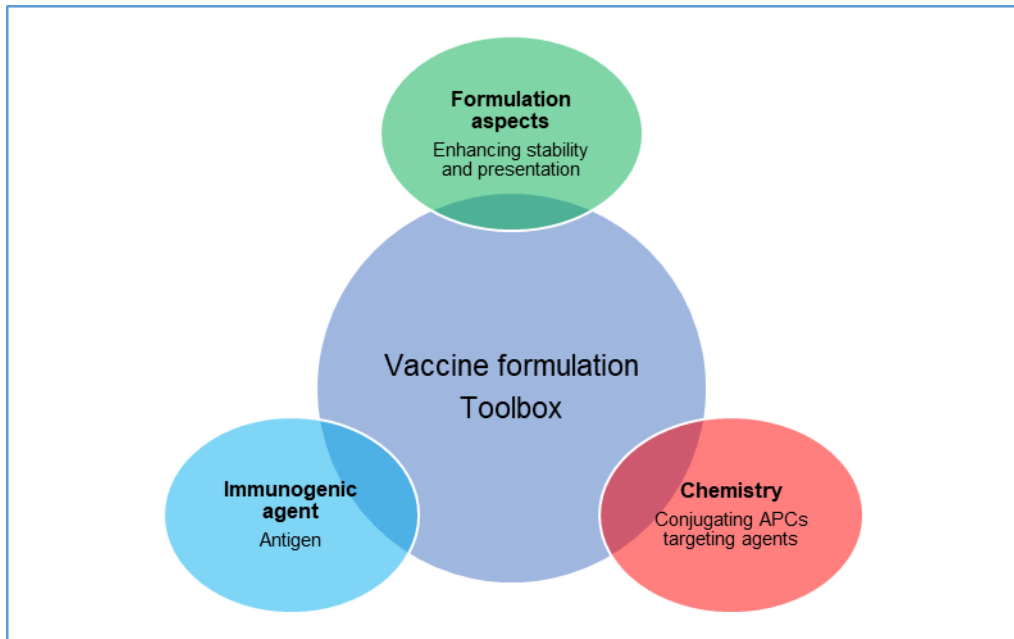 Formulation
aspects
Enhancing stability
and presentation
Vaccine formulation
Toolbox
Immunogenic
agent
Antigen
Chemistry
Conjugating APCs
targeting agents